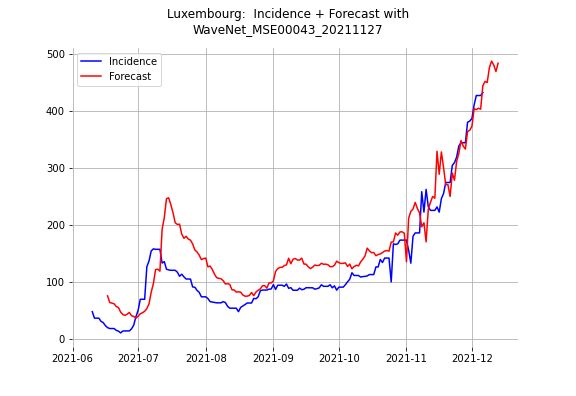 Luxembourg:  Incidence + Forecast with
WaveNet_MSE00043_20211127
Incidence
Forecast
500
400
300
200
100
0
2021-06 2021-07 2021-08 2021-09 2021-10 2021-11 2021-12